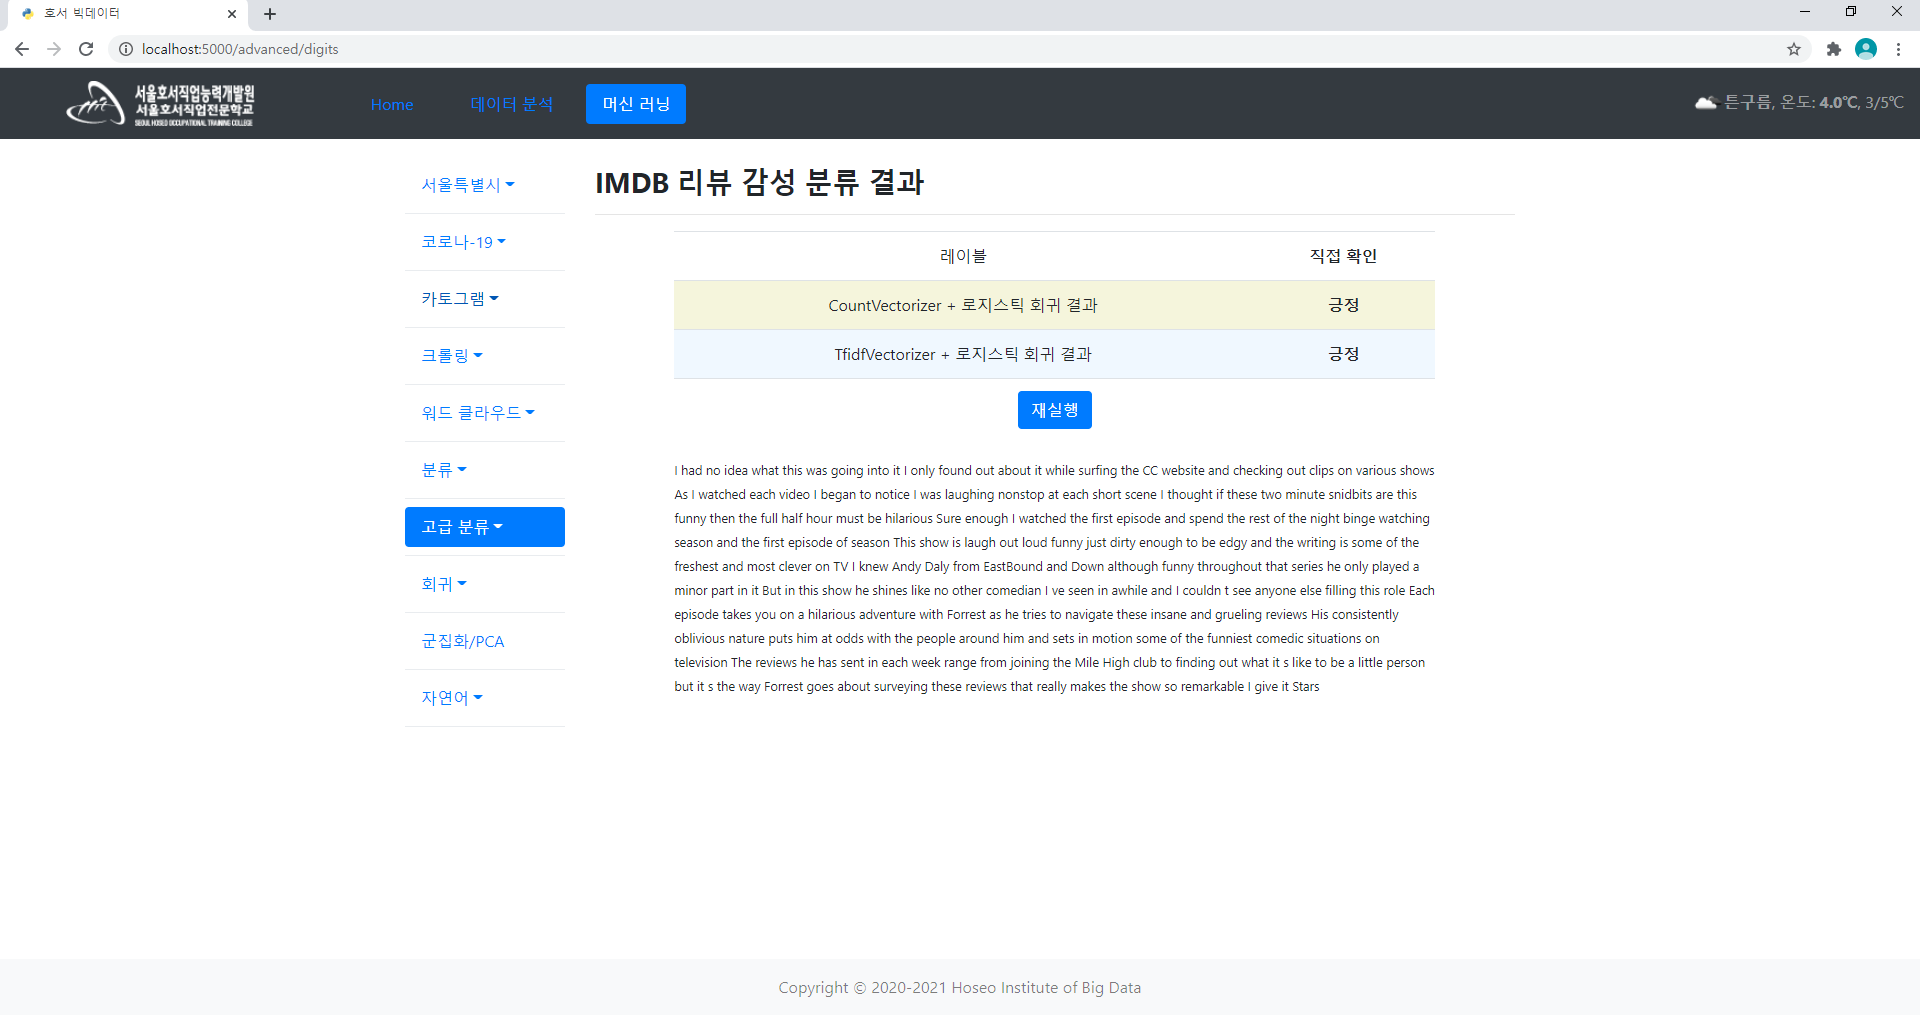 호서 빅데이터
localhost:5000/advanced/digits
서울호서직업능력개발원
서울호서직업전문학교
SEOUL HOSEO OCCUPATIONAL TRAINING COLLEGE
Home
데이터 분석
머신 러닝
튼구름, 온도: 4.0℃, 3/5℃
서울특별시
코로나-19
카토그램
크롤링
워드 클라우드
분류
고급 분류
회귀
군집화/PCA
자연어
IMDB 리뷰 감성 분류 결과
레이블 직접 확인
CountVectorizer + 로지스틱 회귀 결과 긍정
TfidfVectorizer + 로지스틱 회귀 결과 긍정
재실행
I had no idea what this was going into it I only found out about it while surfing the CC website and checking out clips on various shows
As I watched each video I began to notice I was laughing nonstop at each short scene I thought if these two minute snidbits are this
funny then the full half hour must be hilarious Sure enough I watched the first episode and spend the rest of the night binge watching
season and the first episode of season This show is laugh out loud funny just dirty enough to be edgy and the writing is some of the
freshest and most clever on TV I knew Andy Daly from EastBound and Down although funny throughout that series he only played a
minor part in it But in this show he shines like no other comedian I ve seen in awhile and I couldn t see anyone else filling this role Each
episode takes you on a hilarious adventure with Forrest as he tries to navigate these insane and grueling reviews His consistently
oblivious nature puts him at odds with the people around him and sets in motion some of the funniest comedic situations on
television The reviews he has sent in each week range from joining the Mile High club to finding out what it s like to be a little person
but it s the way Forrest goes about surveying these reviews that really makes the show so remarkable I give it Stars
Copyright © 2020-2021 Hoseo Institute of Big Data